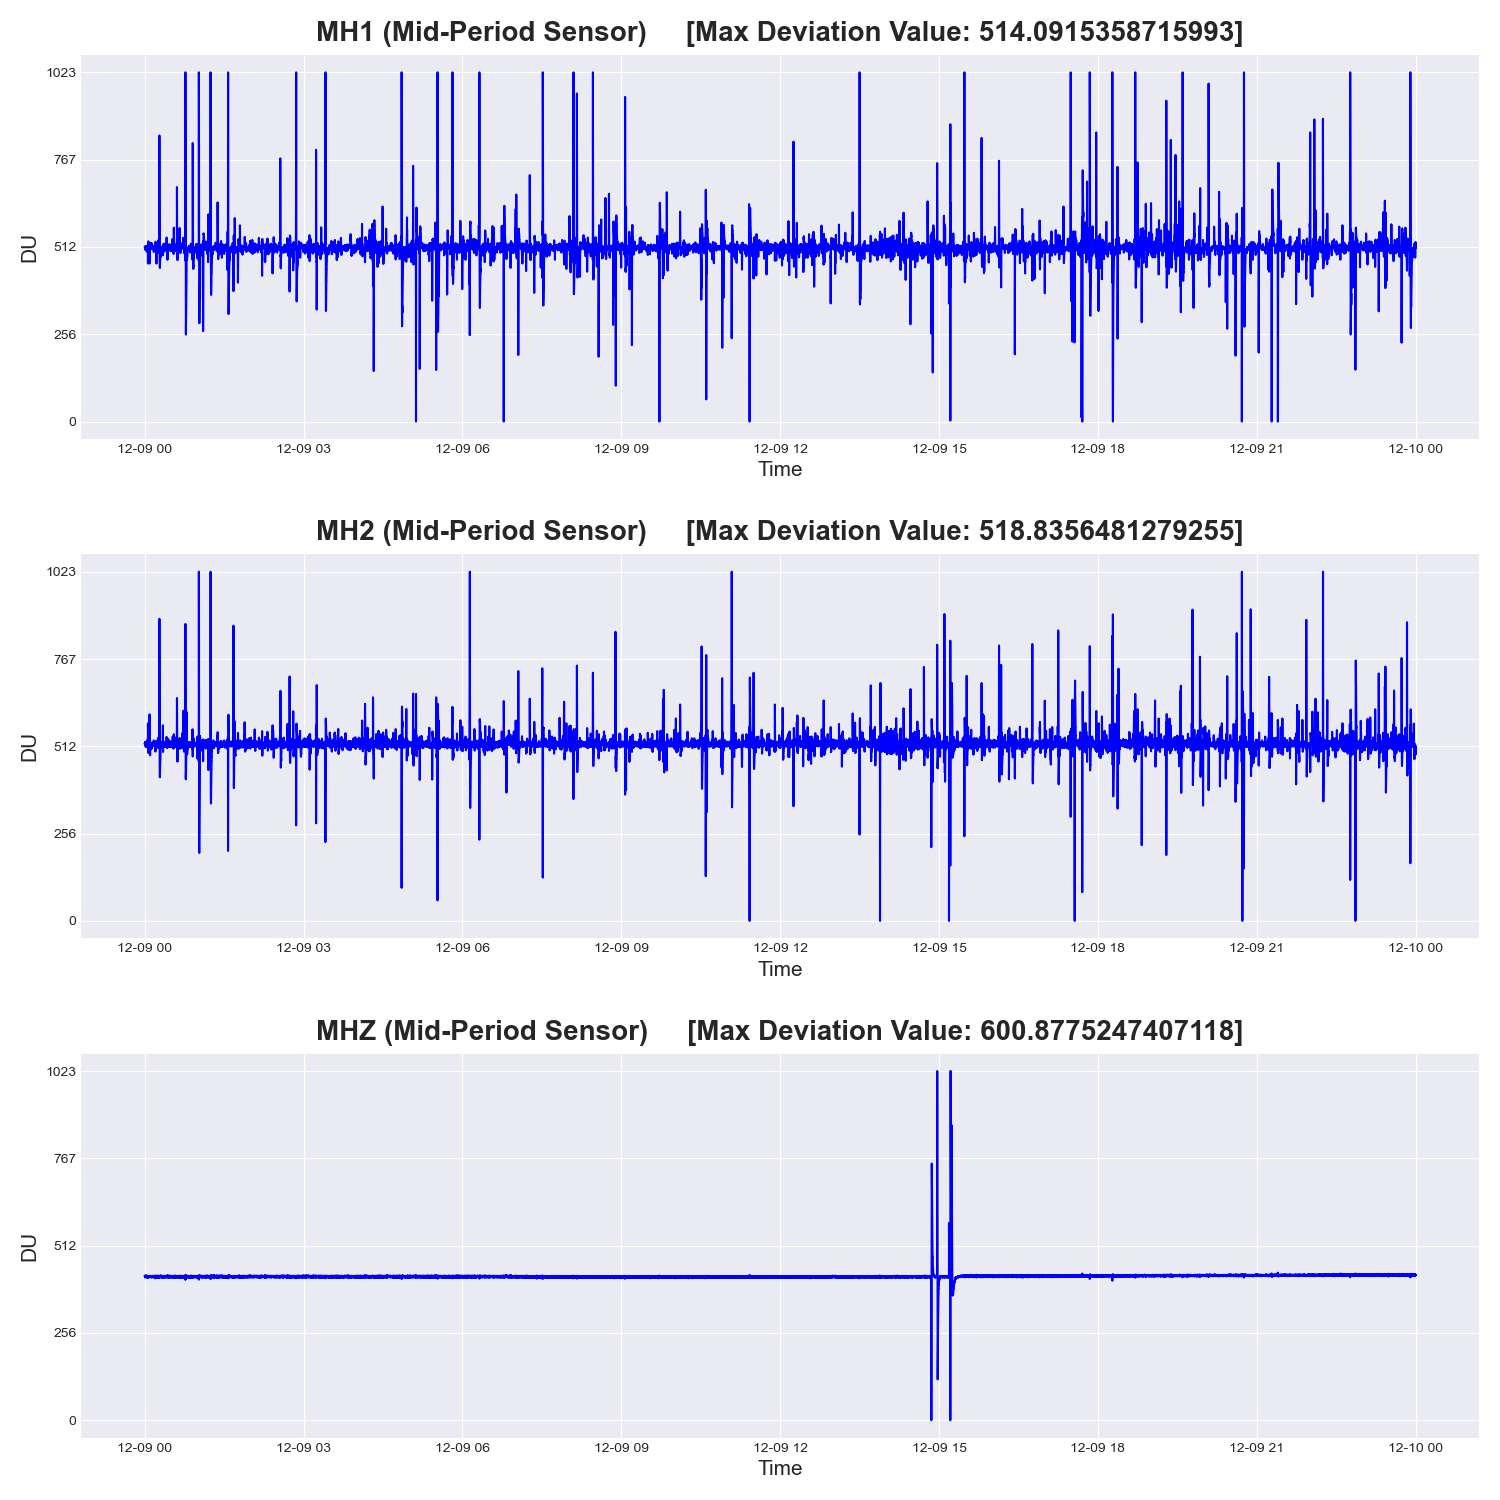 MH1 (Mid-Period Sensor) [Max Deviation Value: 514.0915358715993]
1023
767
512
256
0
DU
12-09 00 12-09 03 12-09 06 12-09 09 12-09 12 12-09 15 12-09 18 12-09 21 12-10 00
Time
MH2 (Mid-Period Sensor) [Max Deviation Value: 518.8356481279255]
1023
767
512
256
0
DU
12-09 00 12-09 03 12-09 06 12-09 09 12-09 12 12-09 15 12-09 18 12-09 21 12-10 00
Time
MHZ (Mid-Period Sensor) [Max Deviation Value: 600.8775247407118]
1023
767
512
256
0
DU
12-09 00 12-09 03 12-09 06 12-09 09 12-09 12 12-09 15 12-09 18 12-09 21 12-10 00
Time